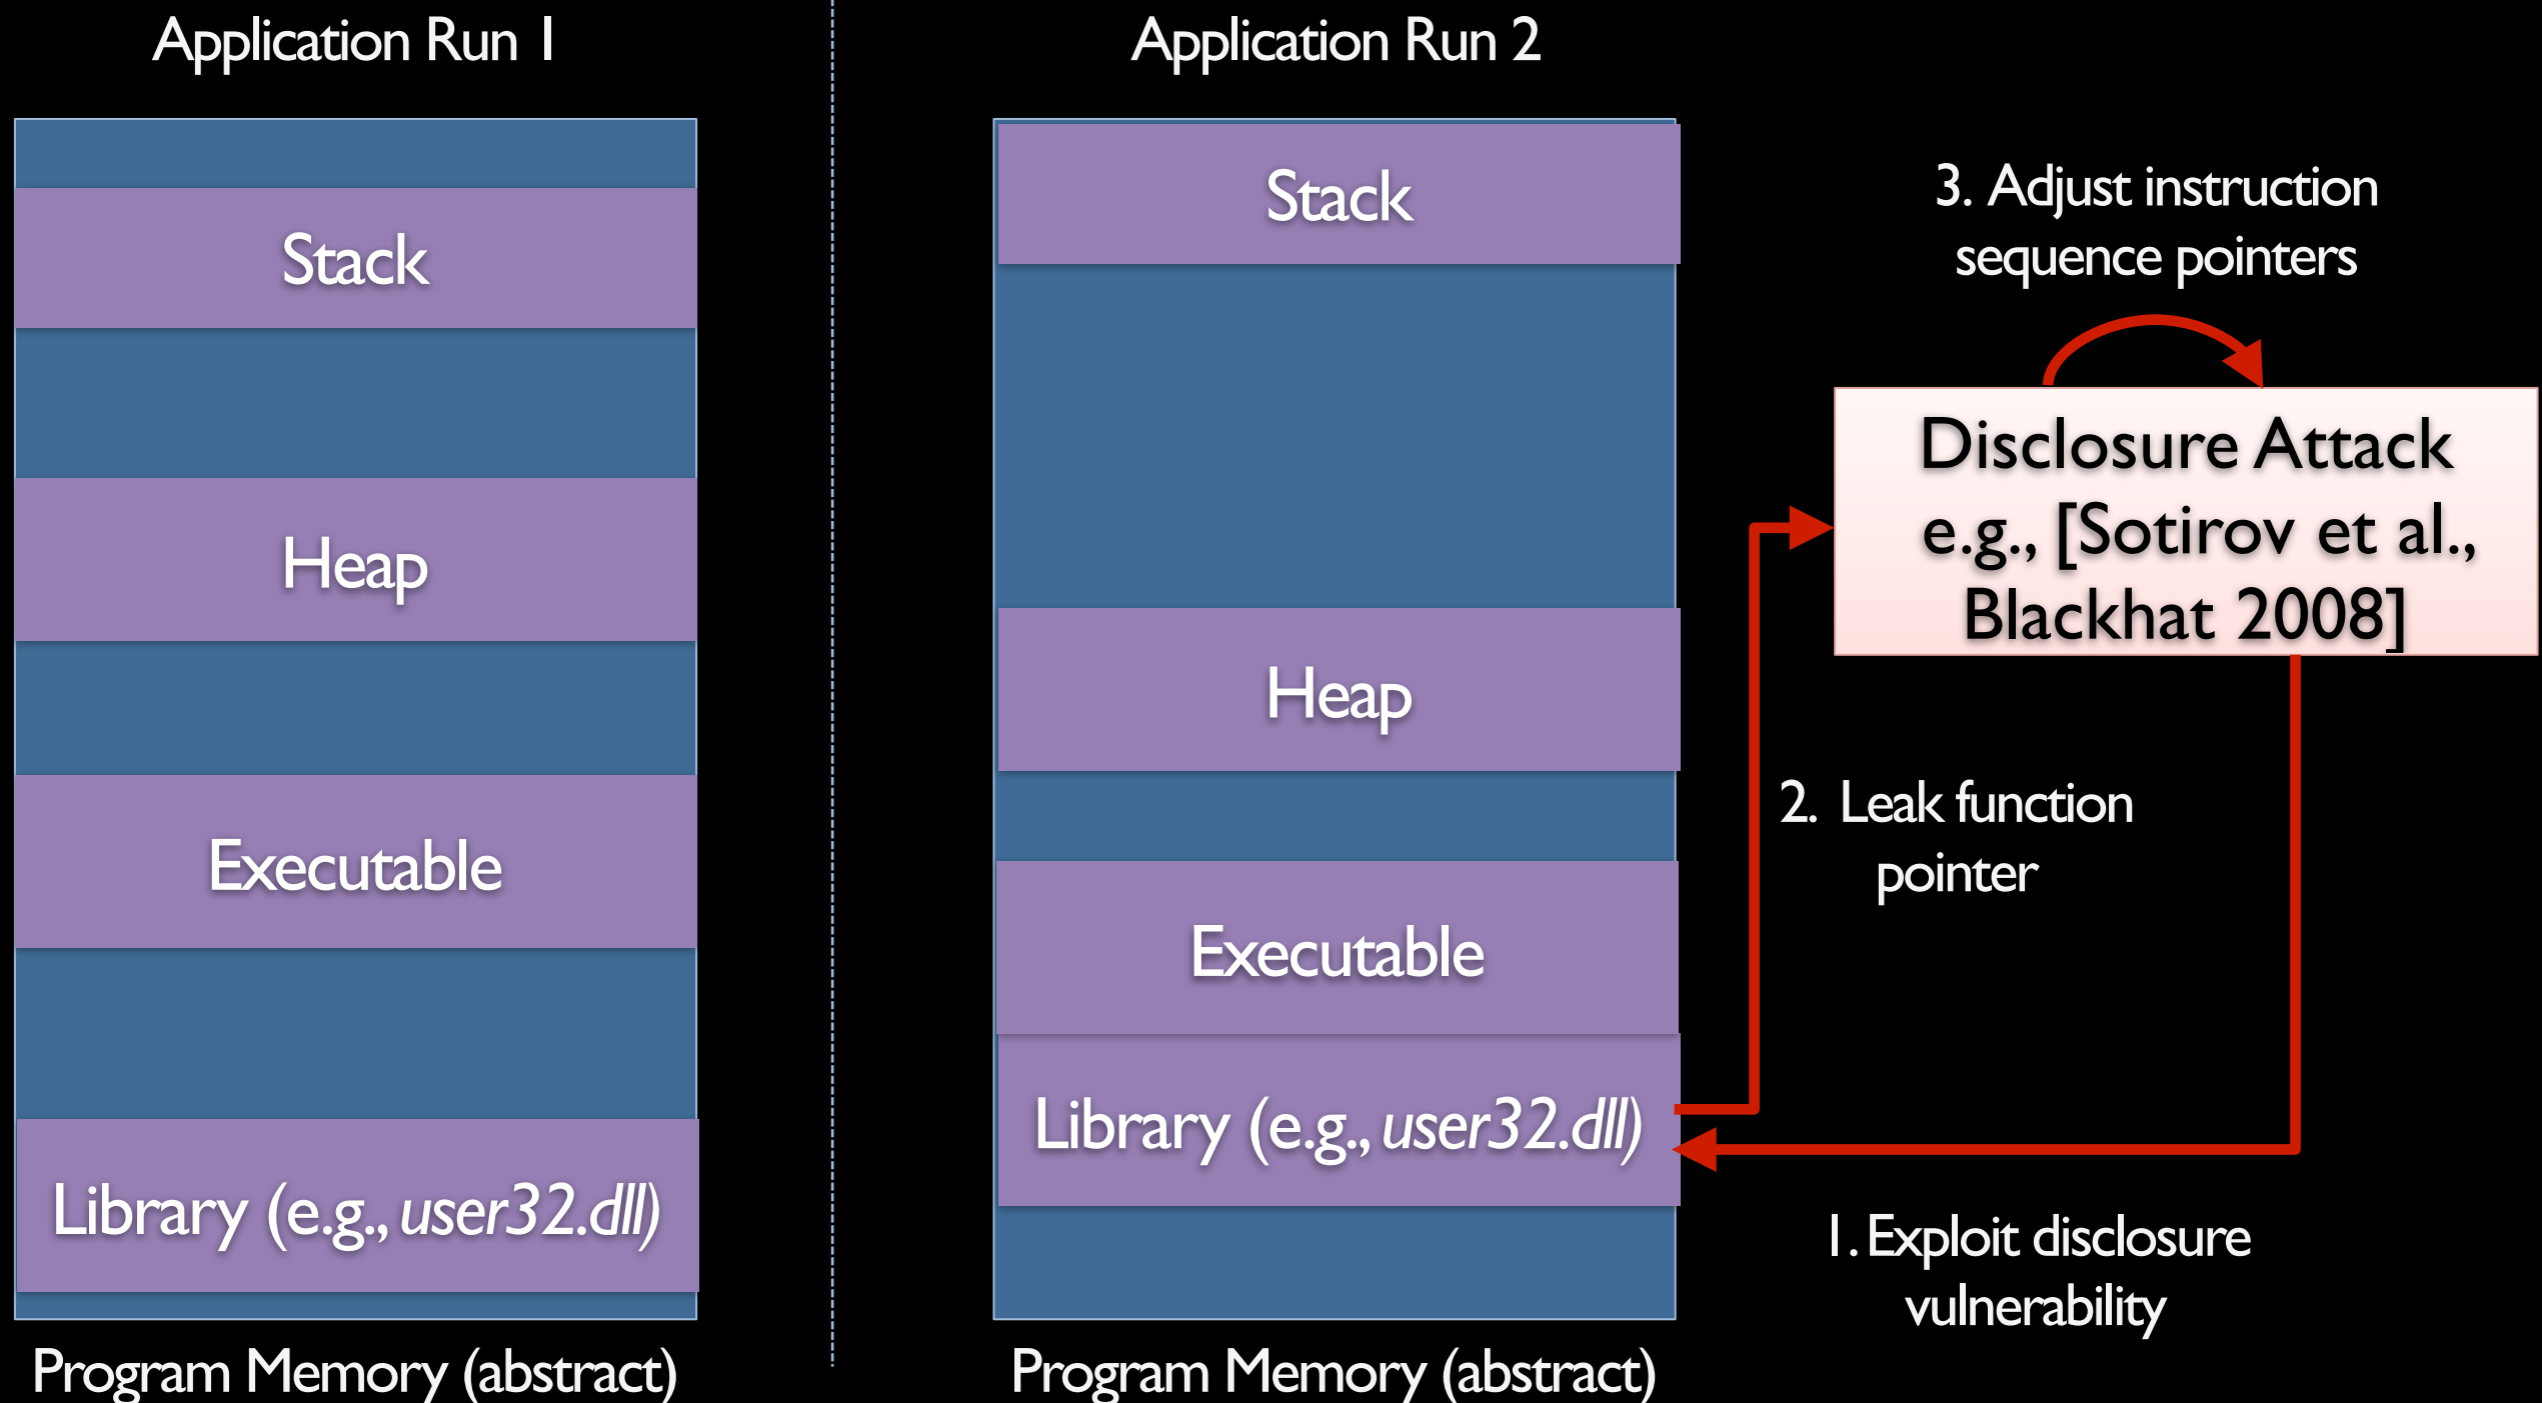 Application Run 1
Stack
Heap
Executable
Library (e.g., user32.dll)
Program Memory (abstract)
Application Run 2
Stack
Heap
Executable
Library (e.g., user32.dll)
Program Memory (abstract)
3. Adjust instruction
sequence pointers
Disclosure Attack
e.g., [Sotirov et al.,
Blackhat 2008]
2. Leak function
pointer
1. Exploit disclosure
vulnerability